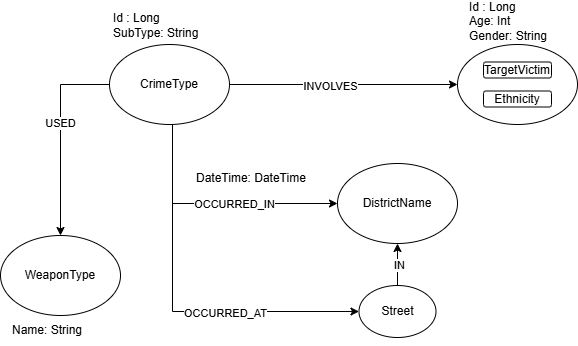 Id : Long
SubType: String
CrimeType
INVOLVES
Id : Long
Age: Int
Gender: String
TargetVictim
Ethnicity
USED
DateTime: DateTime
OCCURRED_IN
DistrictName
IN
WeaponType
Name: String
OCCURRED_AT
Street